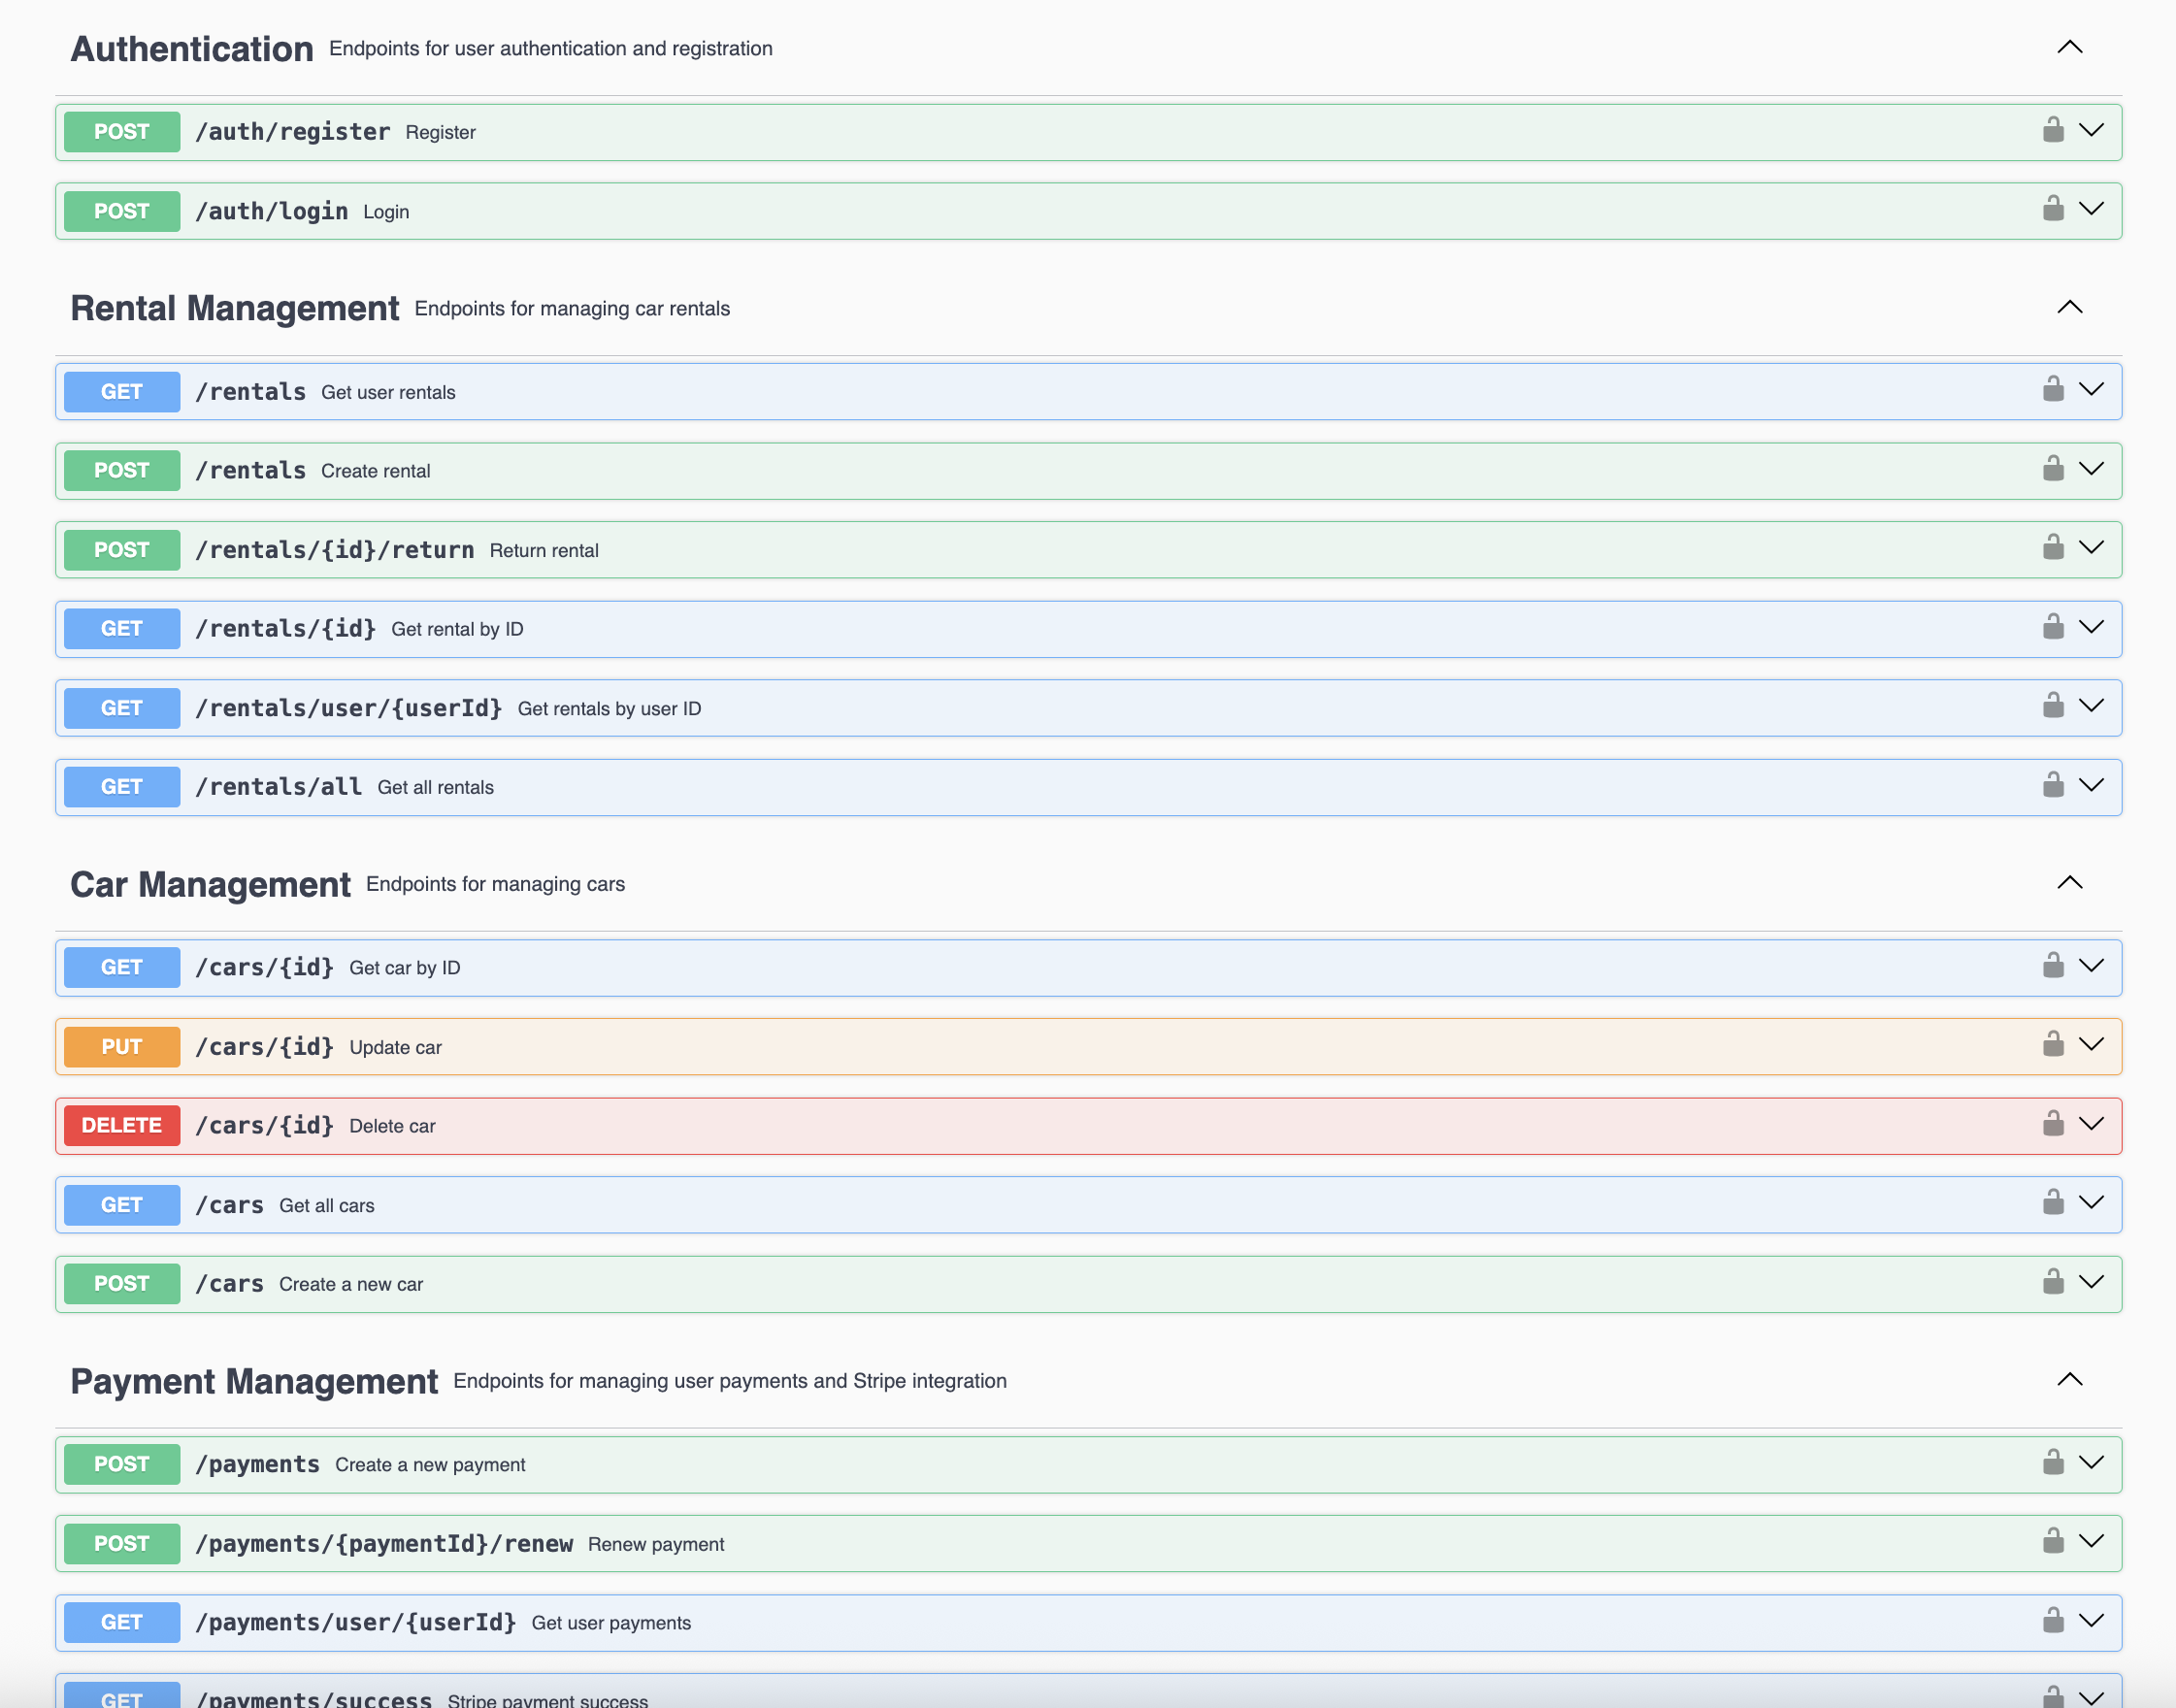 Authentication Endpoints for user authentication and registration
POST /auth/register Register
POST /auth/login Login
Rental Management Endpoints for managing car rentals
GET /rentals Get user rentals
POST /rentals Create rental
POST /rentals/{id}/return Return rental
GET /rentals/{id} Get rental by ID
GET /rentals/user/{userId} Get rentals by user ID
GET /rentals/all Get all rentals
Car Management Endpoints for managing cars
GET /cars/{id} Get car by ID
PUT /cars/{id} Update car
DELETE /cars/{id} Delete car
GET /cars Get all cars
POST /cars Create a new car
Payment Management Endpoints for managing user payments and Stripe integration
POST /payments Create a new payment
POST /payments/{paymentId}/renew Renew payment
GET /payments/user/{userId} Get user payments
GET /payments/success Stripe payment success